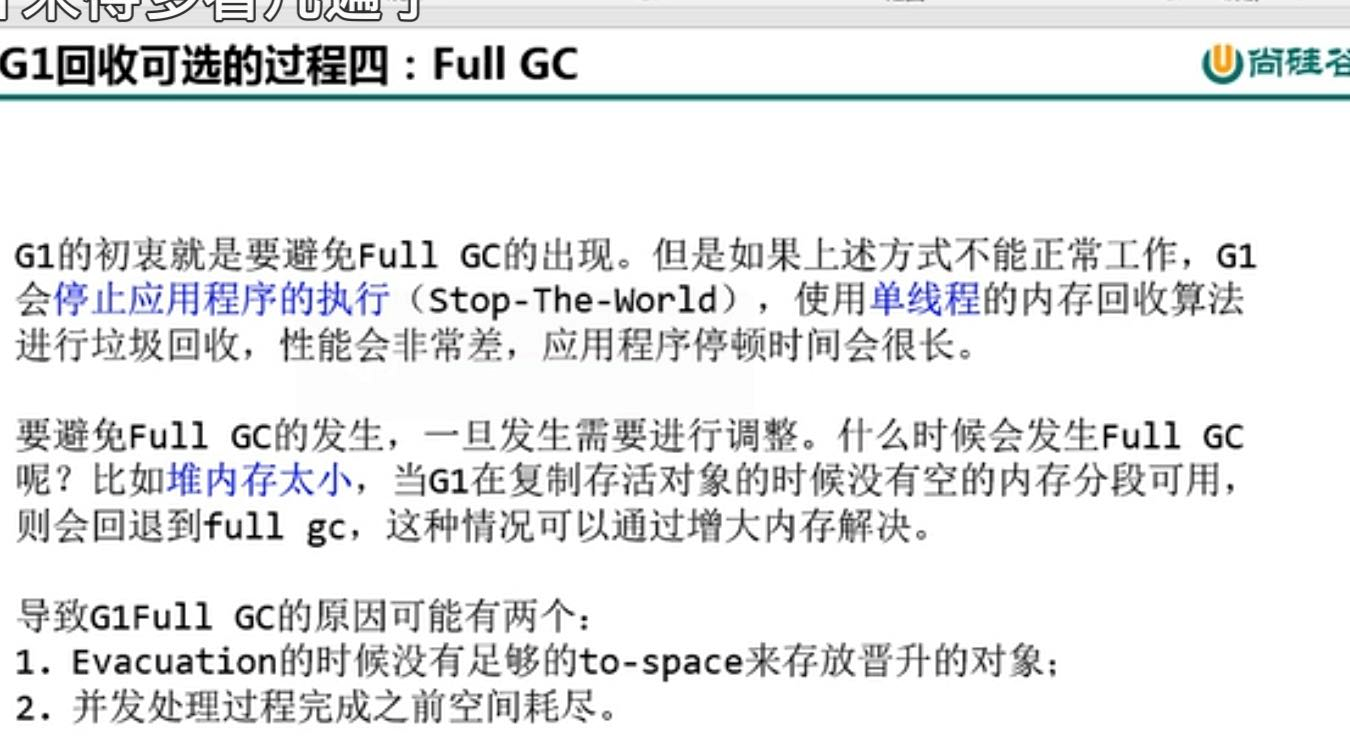 来得多看几遍了
G1回收可选的过程四：Full GC
尚硅谷
G1的初衷就是要避免Full GC的出现。但是如果上述方式不能正常工作，G1
会停止应用程序的执行（Stop-The-World），使用单线程的内存回收算法
进行垃圾回收，性能会非常差，应用程序停顿时间会很长。
要避免Full GC的发生，一旦发生需要进行调整。什么时候会发生Full GC
呢？比如堆内存太小，当G1在复制存活对象的时候没有空的内存分段可用，
则会回退到full gc，这种情况可以通过增大内存解决。
导致G1Full GC的原因可能有两个：
1. Evacuation的时候没有足够的to-space来存放晋升的对象；
2. 并发处理过程完成之前空间耗尽。